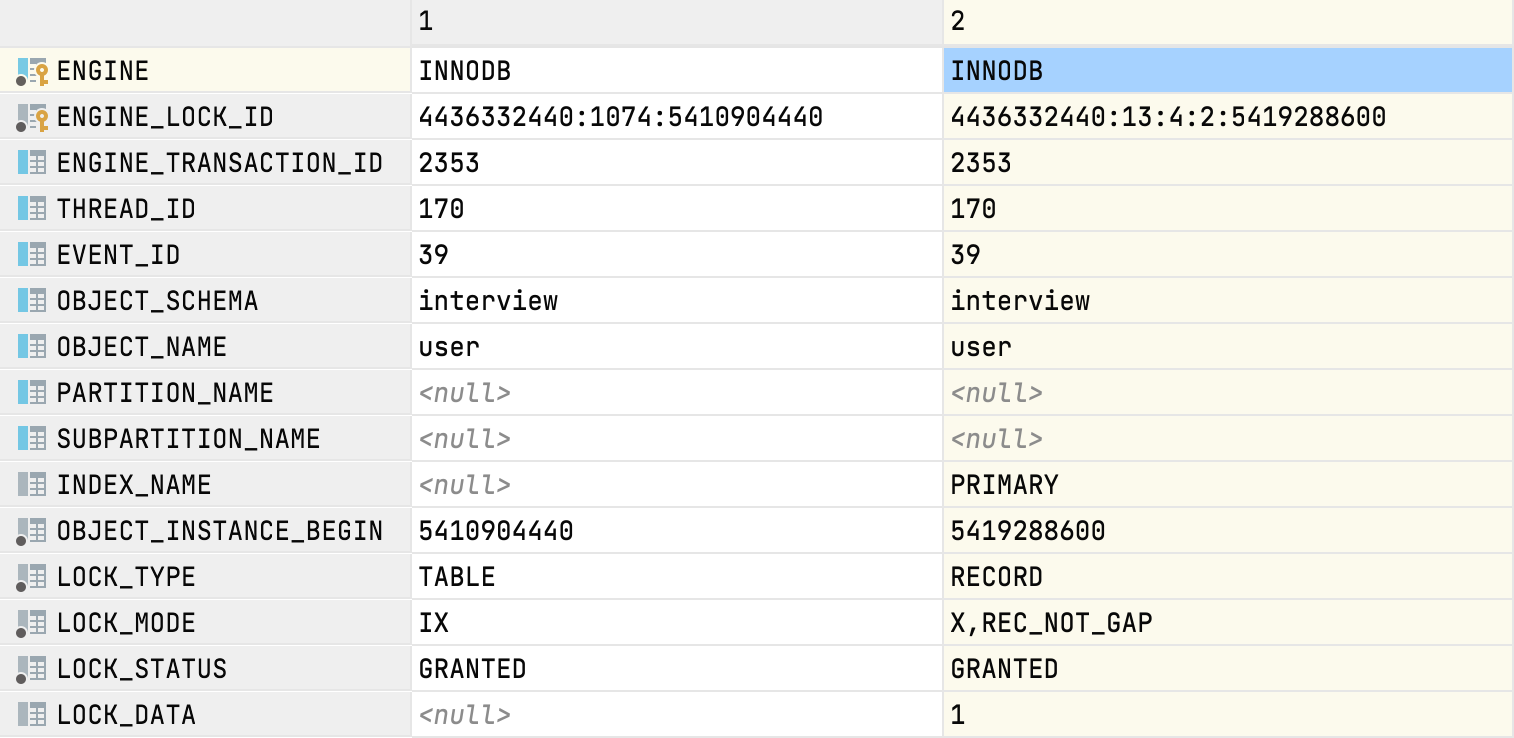 1 2
ENGINE INNODB INNODB
ENGINE_LOCK_ID 4436332440:1074:5410904440 4436332440:13:4:2:5419288600
ENGINE_TRANSACTION_ID 2353 2353
THREAD_ID 170 170
EVENT_ID 39 39
OBJECT_SCHEMA interview interview
OBJECT_NAME user user
PARTITION_NAME <null> <null>
SUBPARTITION_NAME <null> <null>
INDEX_NAME <null> PRIMARY
OBJECT_INSTANCE_BEGIN 5410904440 5419288600
LOCK_TYPE TABLE RECORD
LOCK_MODE IX X,REC_NOT_GAP
LOCK_STATUS GRANTED GRANTED
LOCK_DATA <null> 1